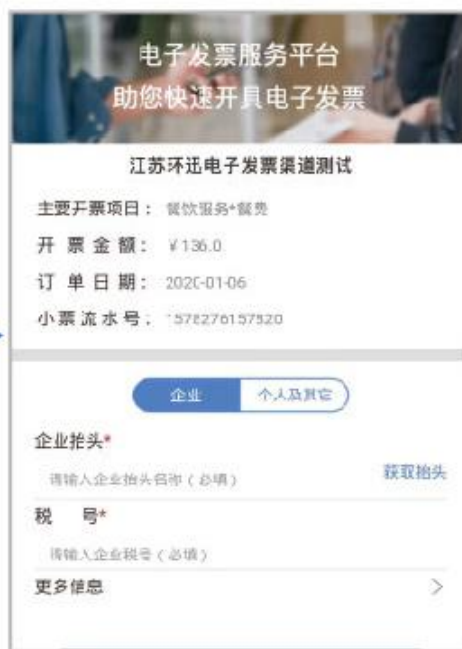 电子发票服务平台
助您快速开具电子发票
江苏环迅电子发票渠道测试
主要开票项目： 餐饮服务*餐费
开 票 金 额： ￥136.0
订 单 日 期： 2020-01-06
小票流水号：
企业 个人及其它
企业抬头*
请输入企业抬头名称（必填） 获取抬头
税 号*
请输入企业税号（必填）
更多信息